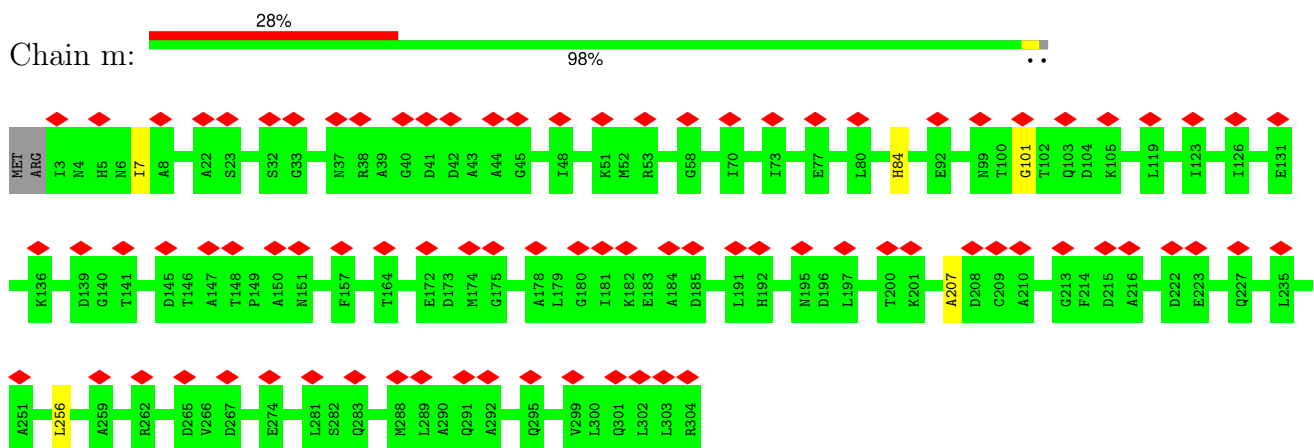 28%
Chain m:
98%
• •
MET ARG I3 N4 H5 N6 I7 A8 A22 S23 S32 G33 N37 R38 A39 G40 D41 D42 A43 A44 G45 I48 K51 M52 R53 G58 I70 I73 E77 L80 H84 E92 N99 T100 G101 T102 Q103 D104 K105 L119 I123 I126 E131
K136 D139 G140 T141 D145 T146 A147 T148 P149 A150 N151 F157 T164 E172 D173 M174 G175 A178 L179 G180 I181 K182 E183 A184 D185 L191 H192 N195 D196 L197 T200 K201 A207 D208 C209 A210 G213 F214 D215 A216 D222 E223 Q227 L235
A251 L256 A259 R262 D265 V266 D267 E274 L281 S282 Q283 M288 L289 A290 Q291 A292 Q295 V299 L300 Q301 L302 L303 R304